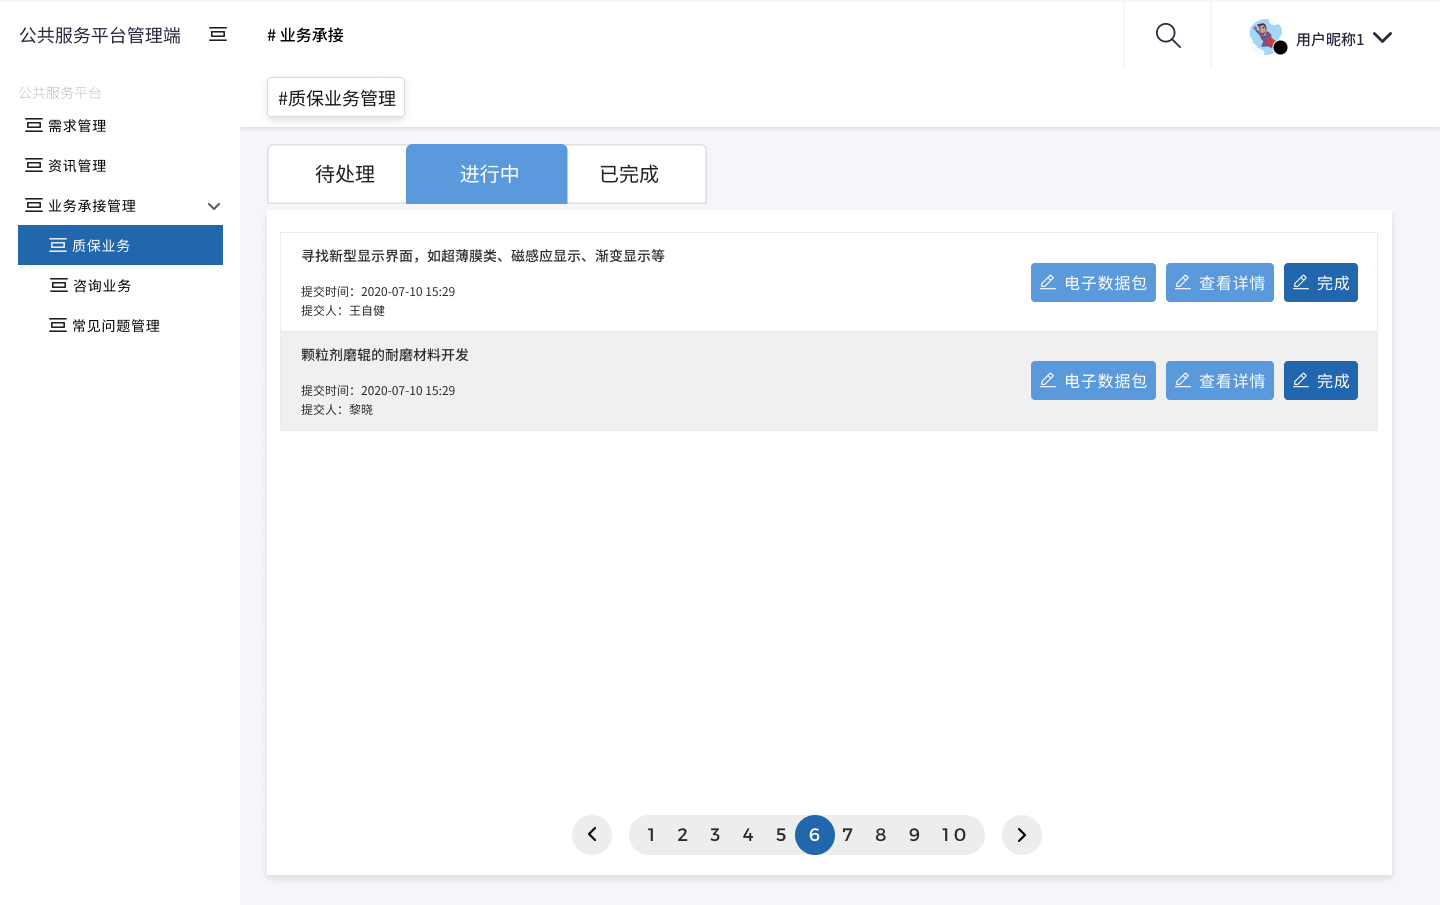 公共服务平台管理端
# 业务承接
用户昵称1
公共服务平台
#质保业务管理
需求管理
资讯管理
业务承接管理
质保业务
咨询业务
常见问题管理
待处理
进行中
已完成
寻找新型显示界面，如超薄膜类、磁感应显示、渐变显示等
提交时间：2020-07-10 15:29
提交人：王自健
电子数据包
查看详情
完成
颗粒剂磨辊的耐磨材料开发
提交时间：2020-07-10 15:29
提交人：黎晓
电子数据包
查看详情
完成
1 2 3 4 5 6 7 8 9 10